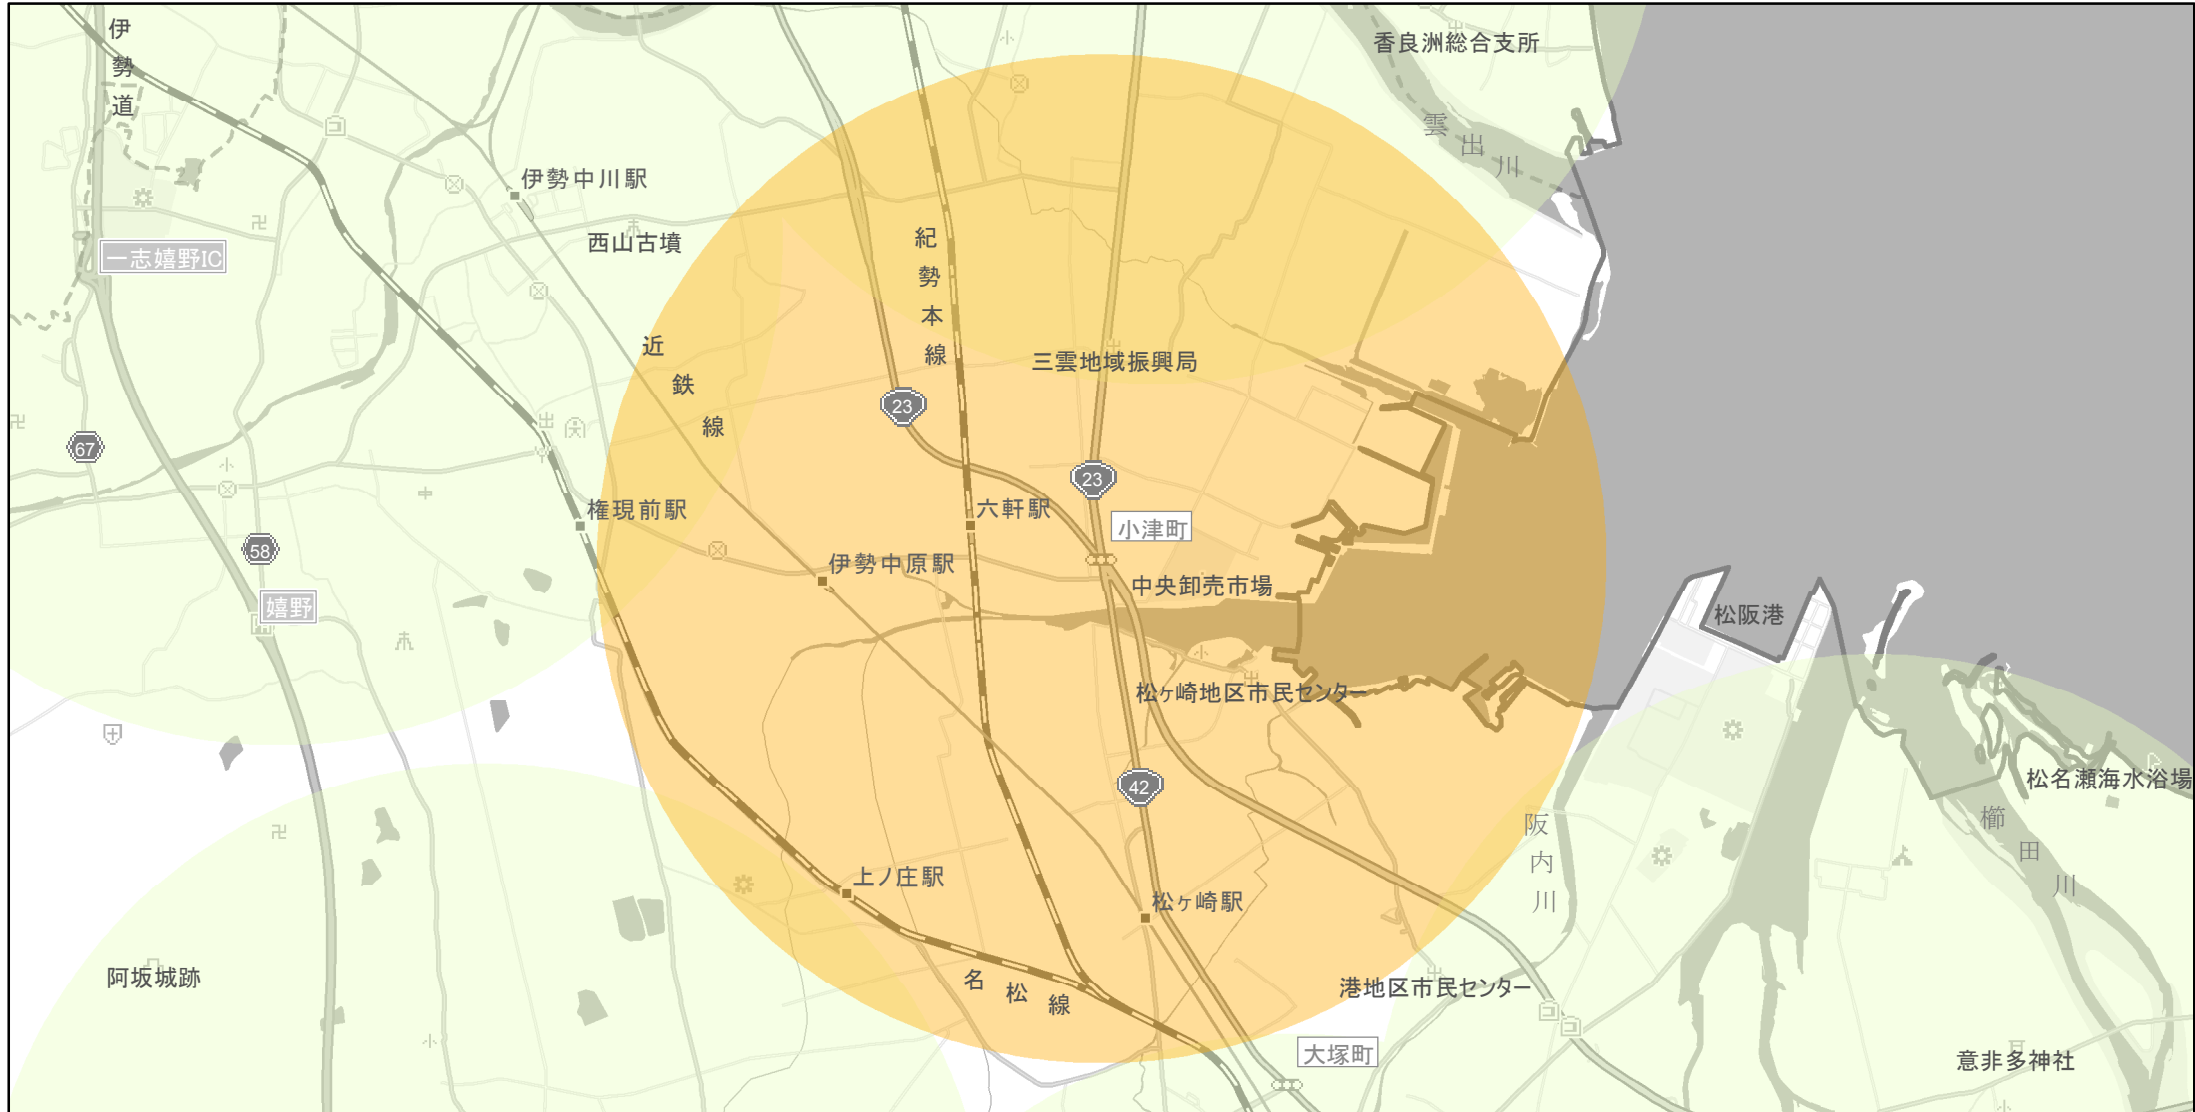 伊勢道
香良洲総合支所
雲出川
伊勢中川駅
西山古墳
一志嬉野IC
紀勢本線
近鉄線
三雲地域振興局
23
67
23
権現前駅
六軒駅
小津町
58
伊勢中原駅
中央卸売市場
嬉野
松阪港
松ヶ崎地区市民センター
松名瀬海水浴場
42
櫛田川
阪内川
上ノ庄駅
松ヶ崎駅
阿坂城跡
名松線
港地区市民センター
大塚町
意非多神社